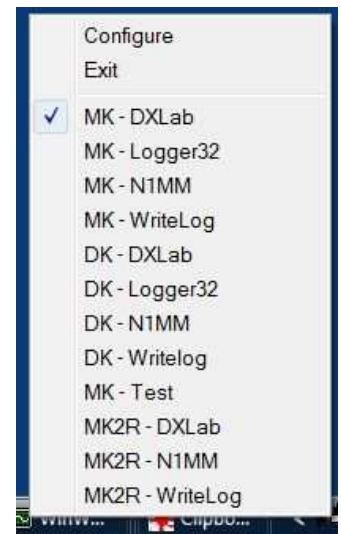 Configure
Exit
MK - DXLab
MK - Logger32
MK - N1MM
MK - WriteLog
DK - DXLab
DK - Logger32
DK - N1MM
DK - Writelog
MK - Test
MK2R - DXLab
MK2R - N1MM
MK2R - WriteLog